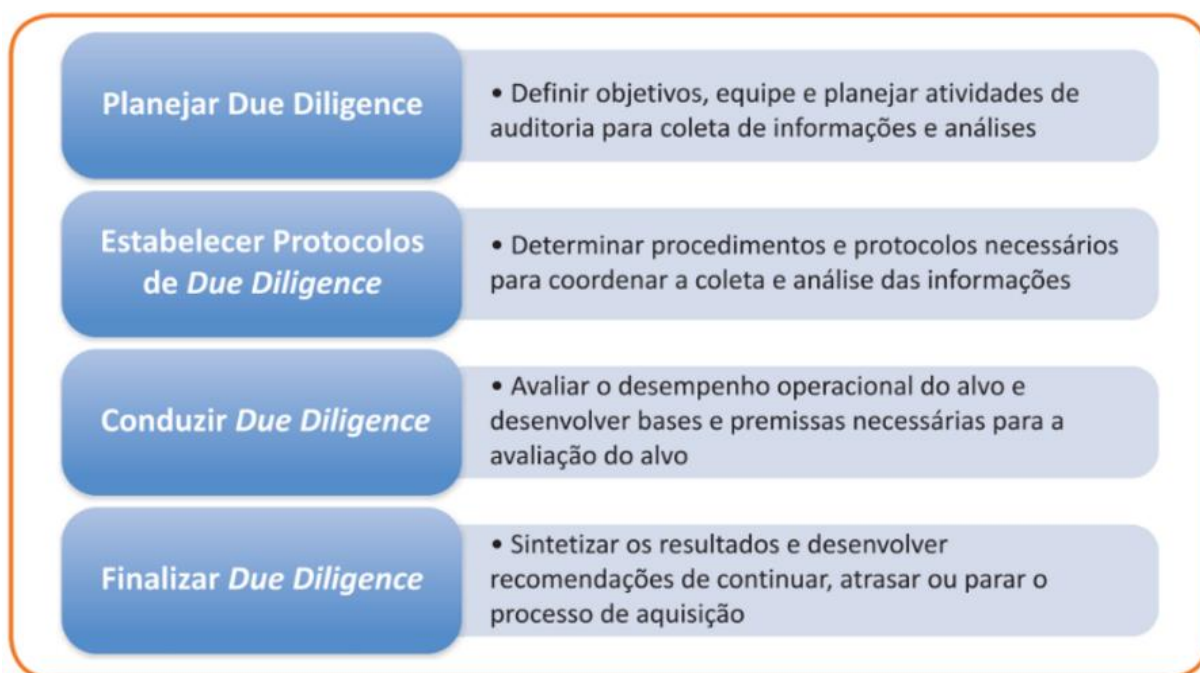 Planejar Due Diligence
• Definir objetivos, equipe e planejar atividades de
auditoria para coleta de informações e análises
Estabelecer Protocolos
de Due Diligence
• Determinar procedimentos e protocolos necessários
para coordenar a coleta e análise das informações
Conduzir Due Diligence
• Avaliar o desempenho operacional do alvo e
desenvolver bases e premissas necessárias para a
avaliação do alvo
Finalizar Due Diligence
• Sintetizar os resultados e desenvolver
recomendações de continuar, atrasar ou parar o
processo de aquisição